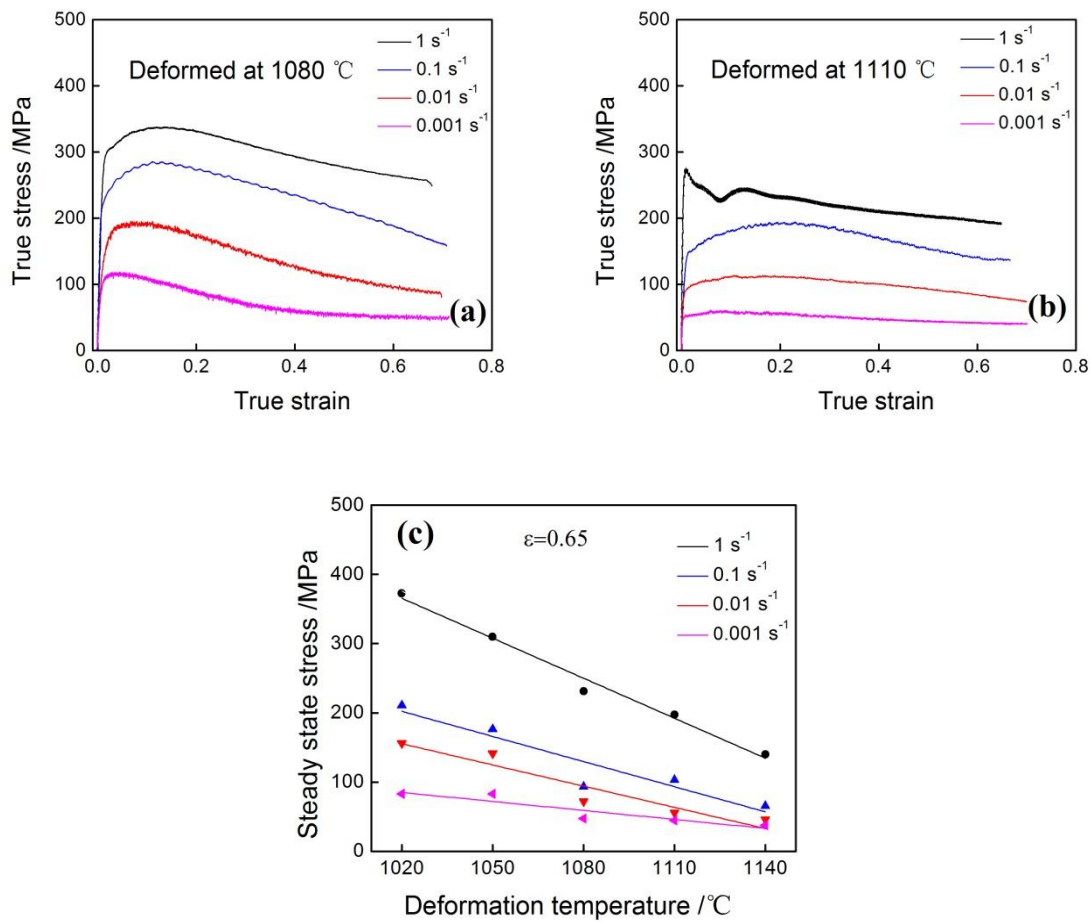 500
400
300
200
100
0
True stress /MPa
Deformed at 1080 ℃
1 s⁻¹
0.1 s⁻¹
0.01 s⁻¹
0.001 s⁻¹
(a)
0.0 0.2 0.4 0.6 0.8
True strain
500
400
300
200
100
0
True stress /MPa
Deformed at 1110 ℃
1 s⁻¹
0.1 s⁻¹
0.01 s⁻¹
0.001 s⁻¹
(b)
0.0 0.2 0.4 0.6 0.8
True strain
500
400
300
200
100
0
Steady state stress /MPa
(c)
ε=0.65
1 s⁻¹
0.1 s⁻¹
0.01 s⁻¹
0.001 s⁻¹
1020 1050 1080 1110 1140
Deformation temperature /℃